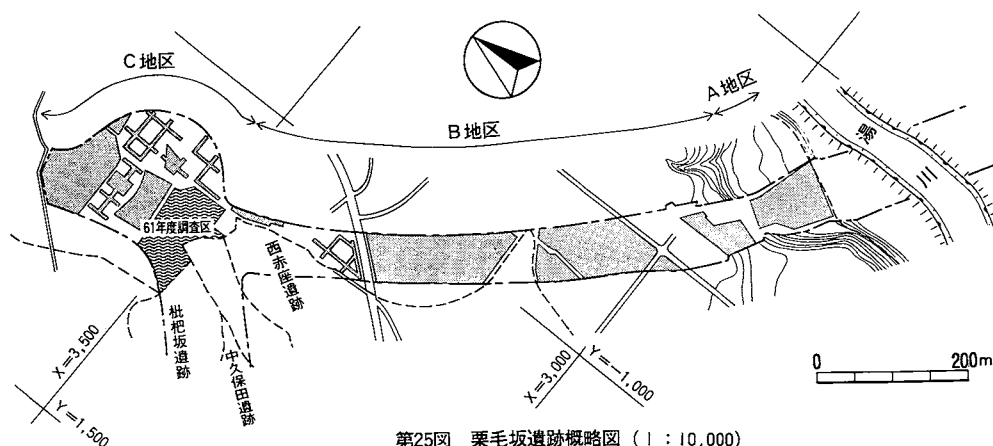 C地区
B地区
A地区
湯川
61年度調査区
西赤座遺跡
枇杷坂遺跡
中久保田遺跡
X=3,500
Y=1,500
X=3,000
Y=-1,000
0 200m
第25図 栗毛坂遺跡概略図（1：10,000）